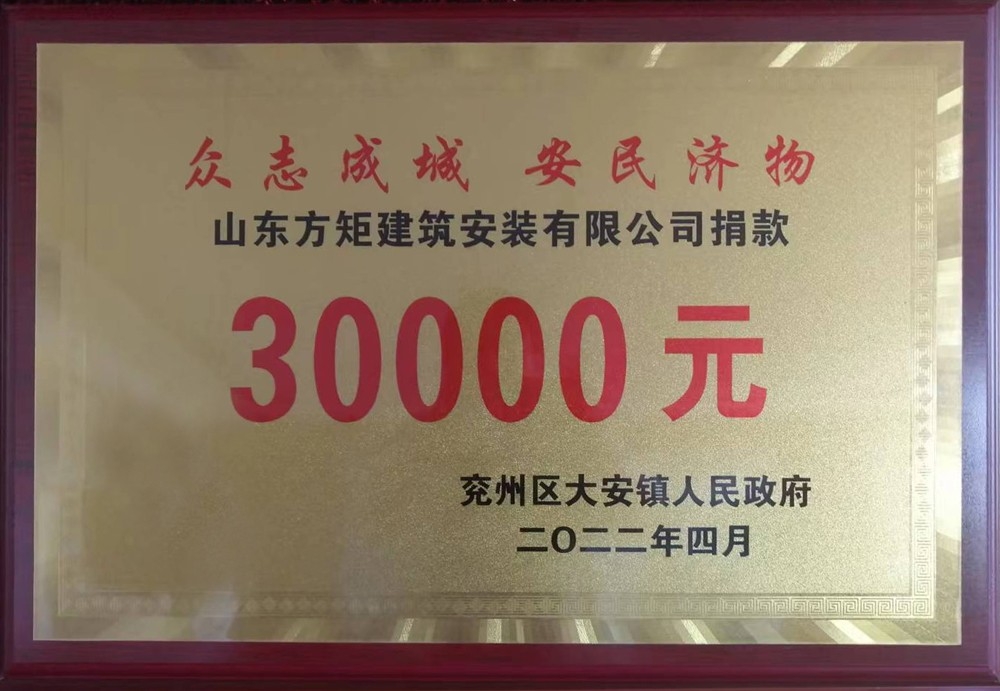 众志成城 安民济物
山东方矩建筑安装有限公司捐款
30000元
兖州区大安镇人民政府
二〇二二年四月